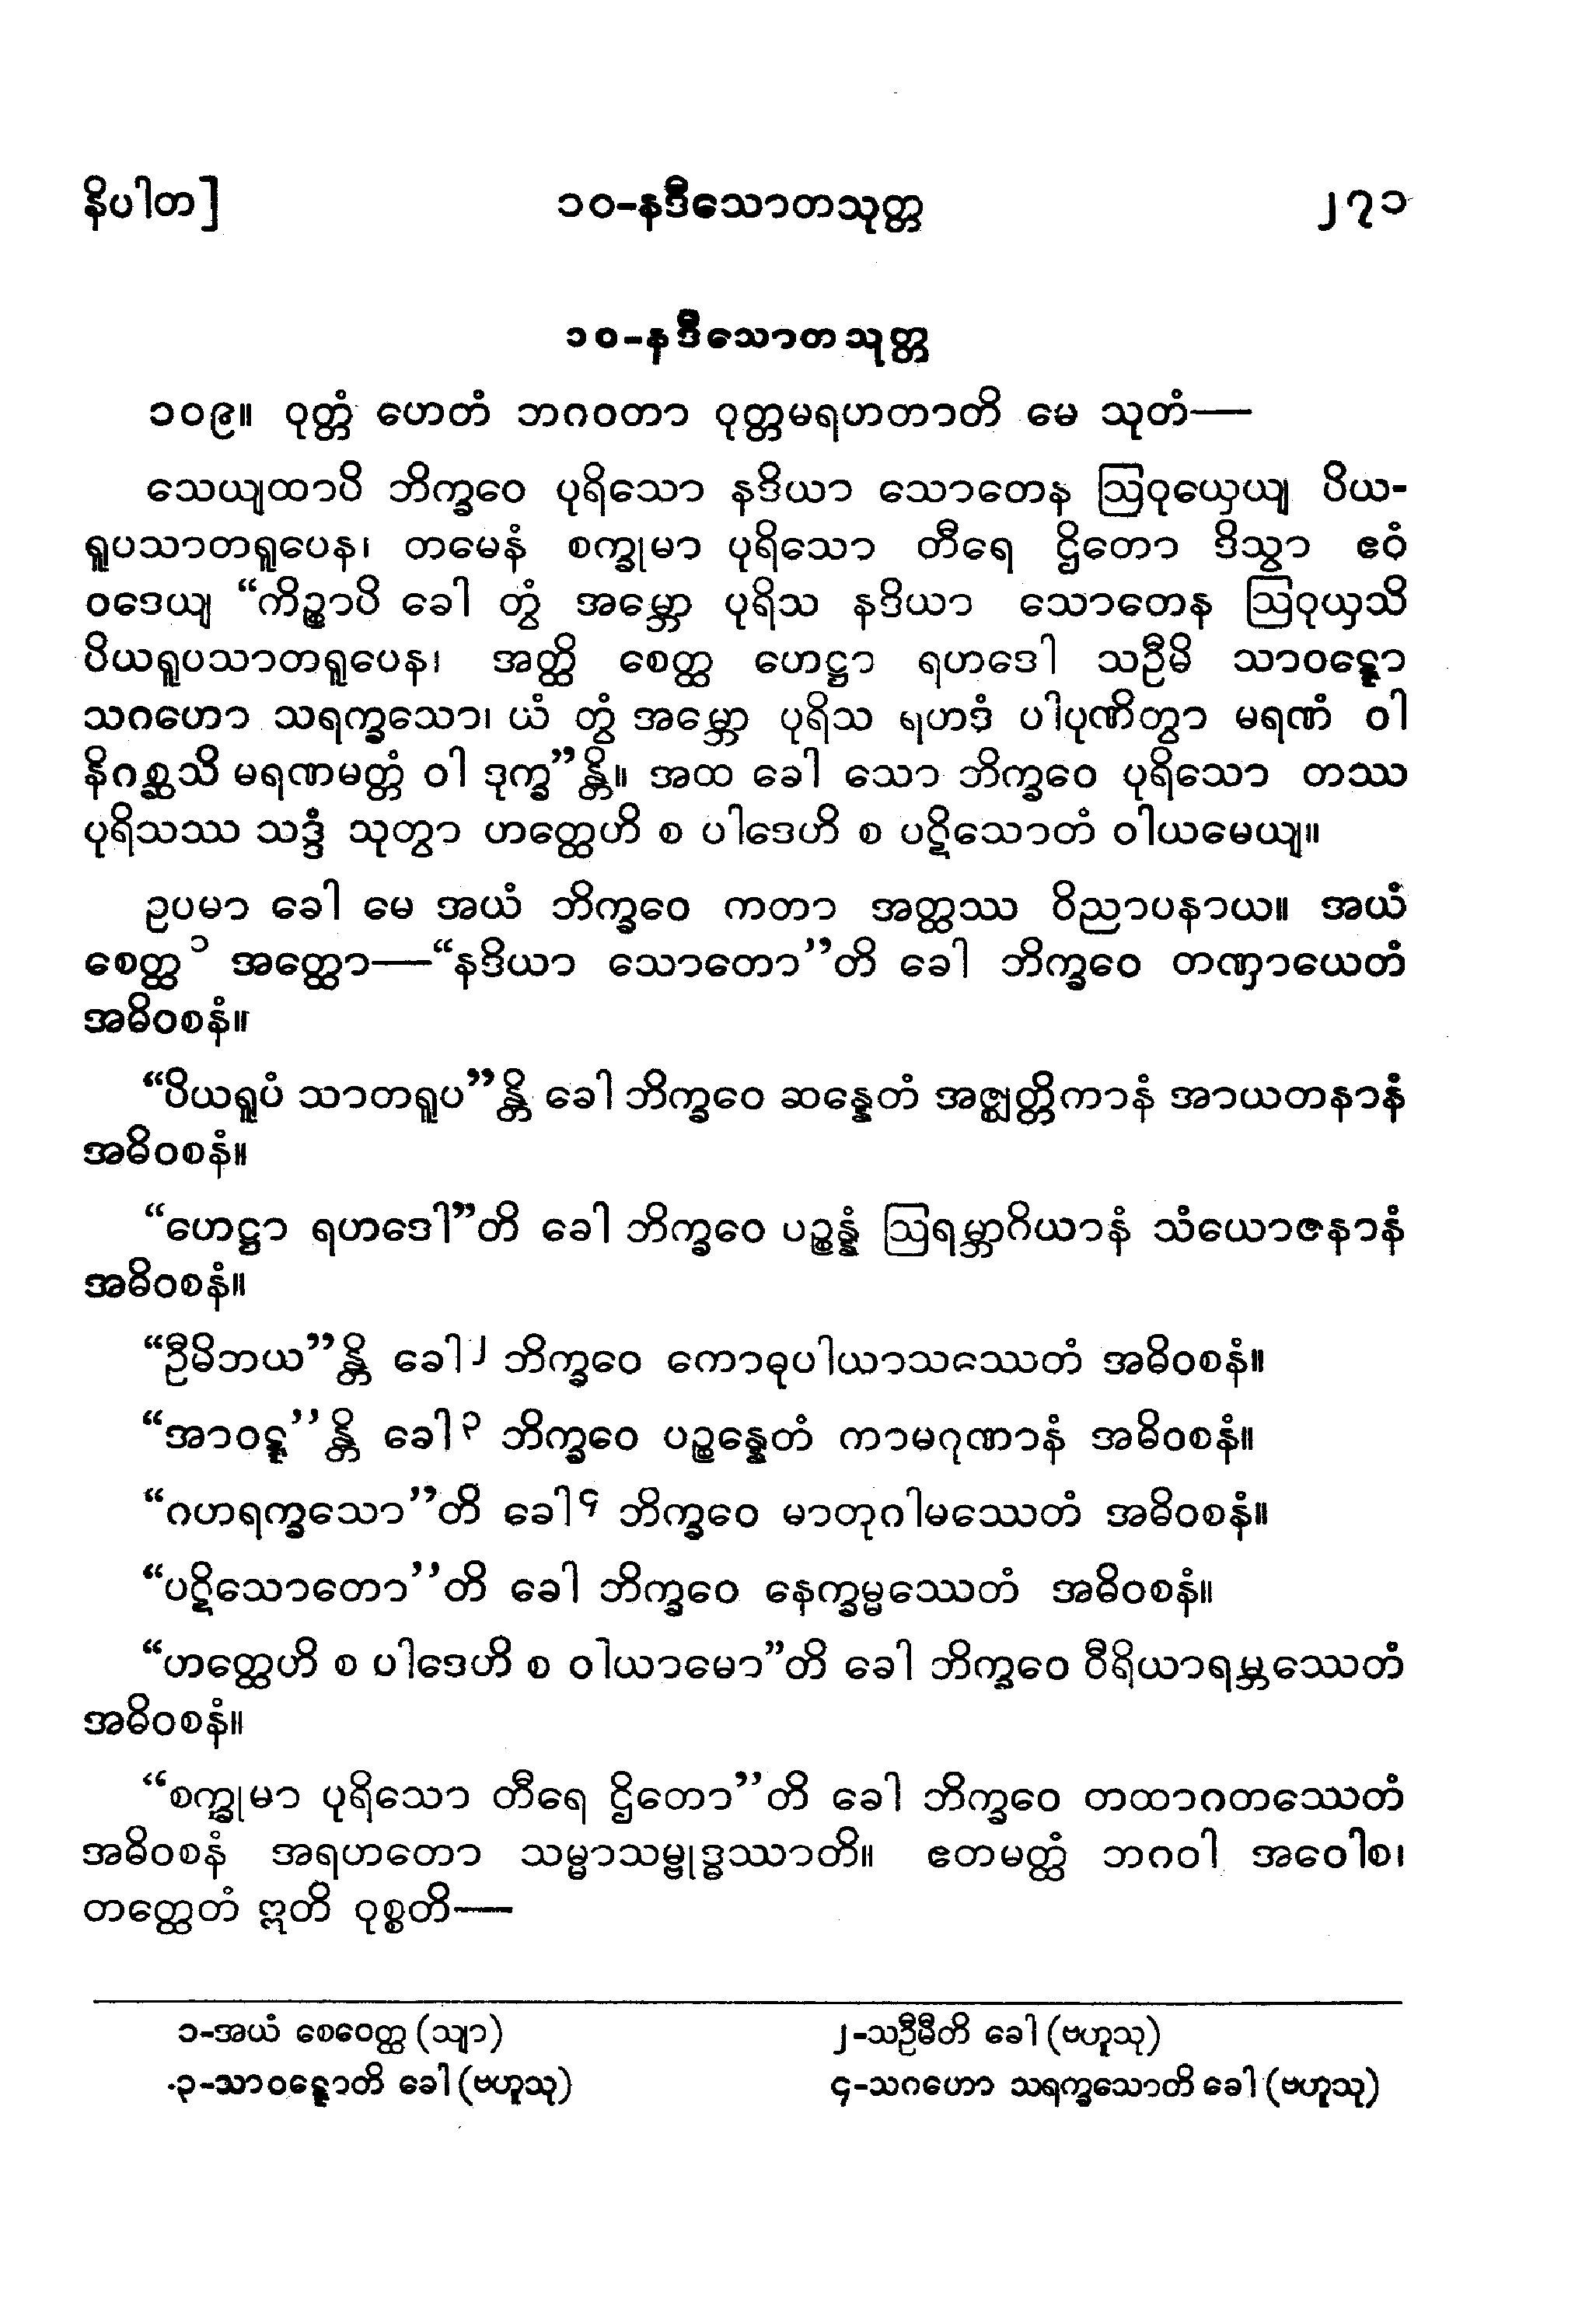 နိပါတ]
၁၀-နဒီသောတသုတ္တ
၂၇၁
၁၀-နဒီသောတသုတ္တ
၁၀၉။ ဝုတ္တံ ဟေတံ ဘဂဝတာ ဝုတ္တမရဟတာတိ မေ သုတံ—
သေယျထာပိ ဘိက္ခဝေ ပုရိသော နဒိယာ သောတေန ဩဝုယှေယျ ပိယ-
ရူပသာတရူပေန၊ တမေနံ စက္ခုမာ ပုရိသော တီရေ ဌိတော ဒိသွာ ဧဝံ
ဝဒေယျ “ကိဉ္စာပိ ခေါ တွံ အမ္ဘော ပုရိသ နဒိယာ သောတေန ဩဝုယှသိ
ပိယရူပသာတရူပေန၊ အတ္ထိ စေတ္ထ ဟေဋ္ဌာ ရဟဒေါ သဦမိ သာဝဋ္ဋော
သဂဟော သရက္ခသော၊ ယံ တွံ အမ္ဘော ပုရိသ ရဟဒံ ပါပုဏိတွာ မရဏံ ဝါ
နိဂစ္ဆသိ မရဏမတ္တံ ဝါ ဒုက္ခ”န္တိ။ အထ ခေါ သော ဘိက္ခဝေ ပုရိသော တဿ
ပုရိသဿ သဒ္ဒံ သုတွာ ဟတ္ထေဟိ စ ပါဒေဟိ စ ပဋိသောတံ ဝါယမေယျ။
ဥပမာ ခေါ မေ အယံ ဘိက္ခဝေ ကတာ အတ္ထဿ ဝိညာပနာယ။ အယံ
စေတ္ထ ၁ အတ္ထော—“နဒိယာ သောတော”တိ ခေါ ဘိက္ခဝေ တဏှာယေတံ
အဓိဝစနံ။
“ပိယရူပံ သာတရူပ”န္တိ ခေါ ဘိက္ခဝေ ဆန္နေတံ အဇ္ဈတ္တိကာနံ အာယတနာနံ
အဓိဝစနံ။
“ဟေဋ္ဌာ ရဟဒေါ”တိ ခေါ ဘိက္ခဝေ ပဉ္စန္နံ ဩရမ္ဘာဂိယာနံ သံယောဇနာနံ
အဓိဝစနံ။
“ဦမိဘယ”န္တိ ခေါ ၂ ဘိက္ခဝေ ကောဓုပါယာသဿေတံ အဓိဝစနံ။
“အာဝဋ္ဋ”န္တိ ခေါ ၃ ဘိက္ခဝေ ပဉ္စန္နေတံ ကာမဂုဏာနံ အဓိဝစနံ။
“ဂဟရက္ခသော”တိ ခေါ ၄ ဘိက္ခဝေ မာတုဂါမဿေတံ အဓိဝစနံ။
“ပဋိသောတော”တိ ခေါ ဘိက္ခဝေ နေက္ခမ္မဿေတံ အဓိဝစနံ။
“ဟတ္ထေဟိ စ ပါဒေဟိ စ ဝါယာမော”တိ ခေါ ဘိက္ခဝေ ဝီရိယာရမ္ဘဿေတံ
အဓိဝစနံ။
“စက္ခုမာ ပုရိသော တီရေ ဌိတော”တိ ခေါ ဘိက္ခဝေ တထာဂတဿေတံ
အဓိဝစနံ အရဟတော သမ္မာသမ္ဗုဒ္ဓဿာတိ။ ဧတမတ္ထံ ဘဂဝါ အဝေါစ၊
တတ္ထေတံ ဣတိ ဝုစ္စတိ—
၁-အယံ စေဝေတ္ထ (သျာ)
၂-သဦမီတိ ခေါ (ဗဟူသု)
၃-သာဝဋ္ဋောတိ ခေါ (ဗဟူသု)
၄-သဂဟော သရက္ခသောတိ ခေါ (ဗဟူသု)